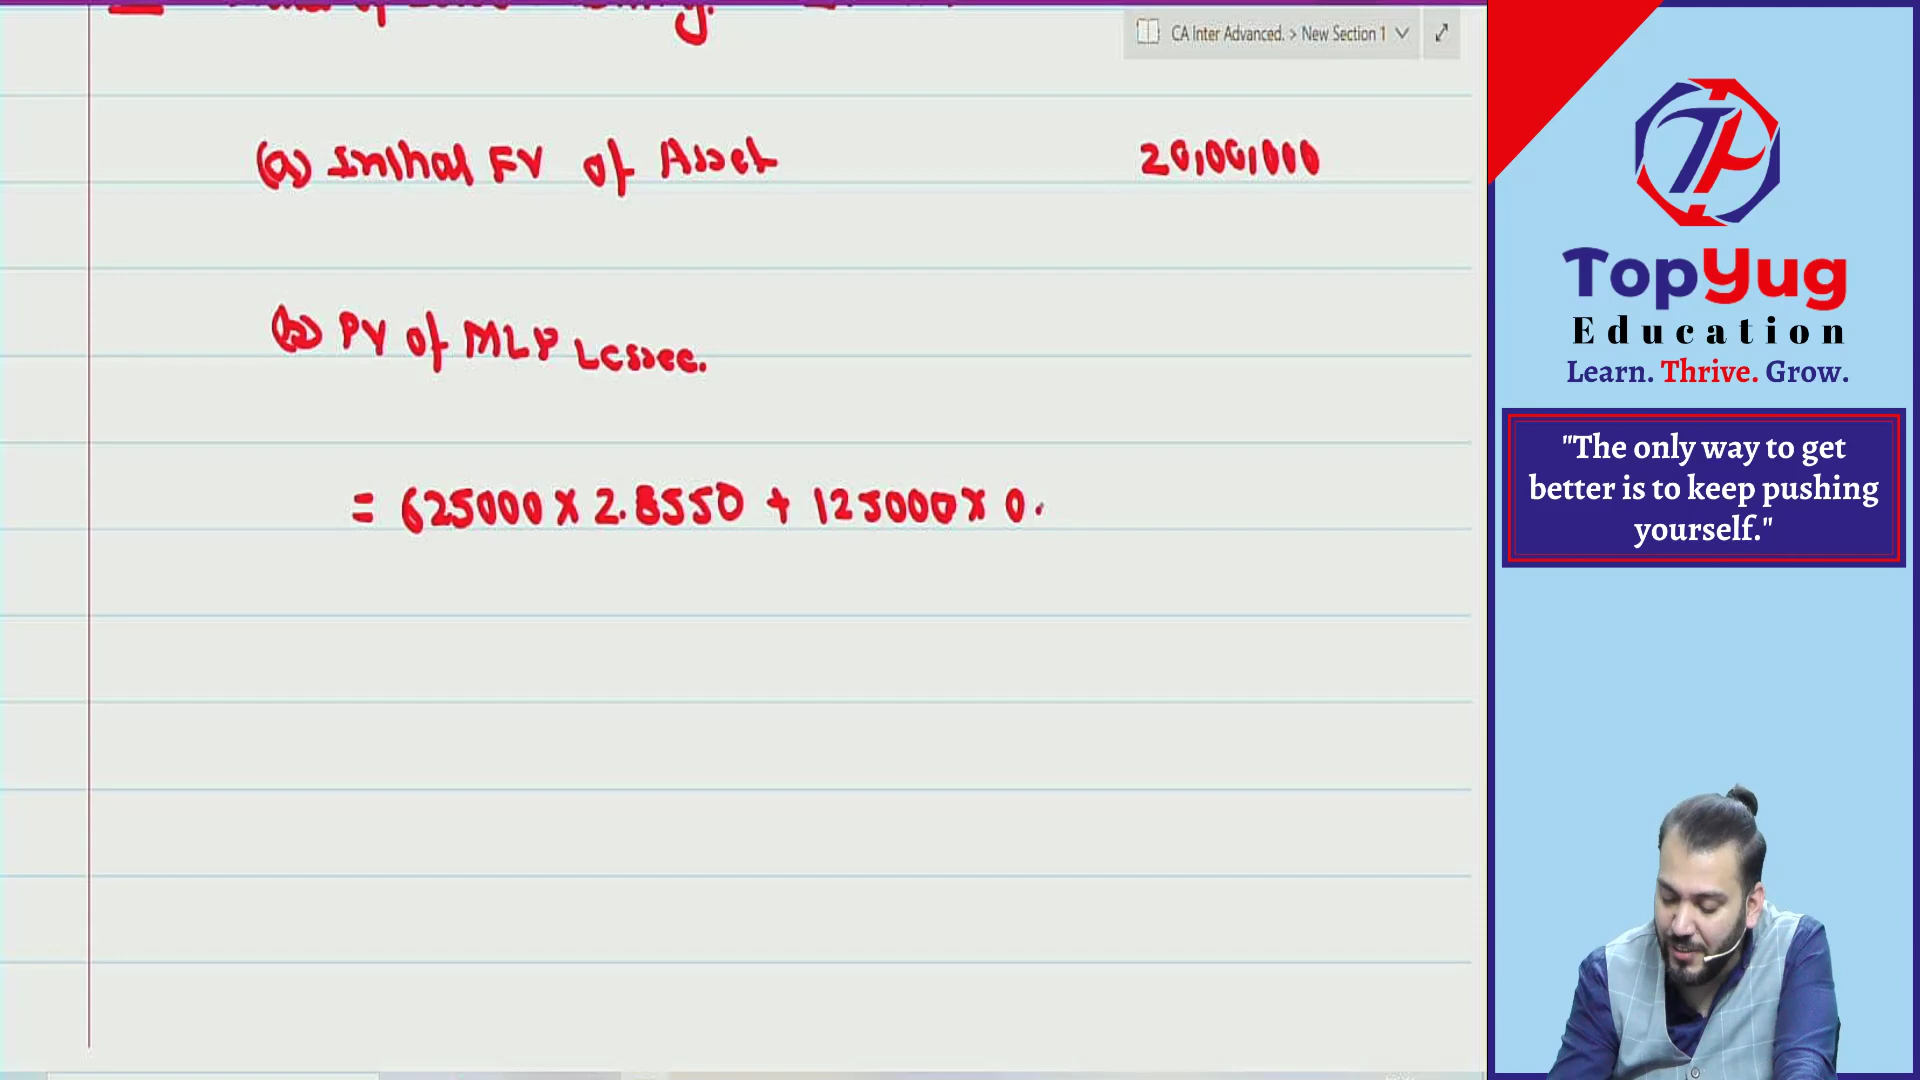 CA Inter Advanced. > New Section 1
(a) Initial FV of Asset 20,00,000
(b) PV of MLP Lessee.
= 625000 × 2.8550 + 125000 × 0.
TopYug
Education
Learn. Thrive. Grow.
"The only way to get
better is to keep pushing
yourself."